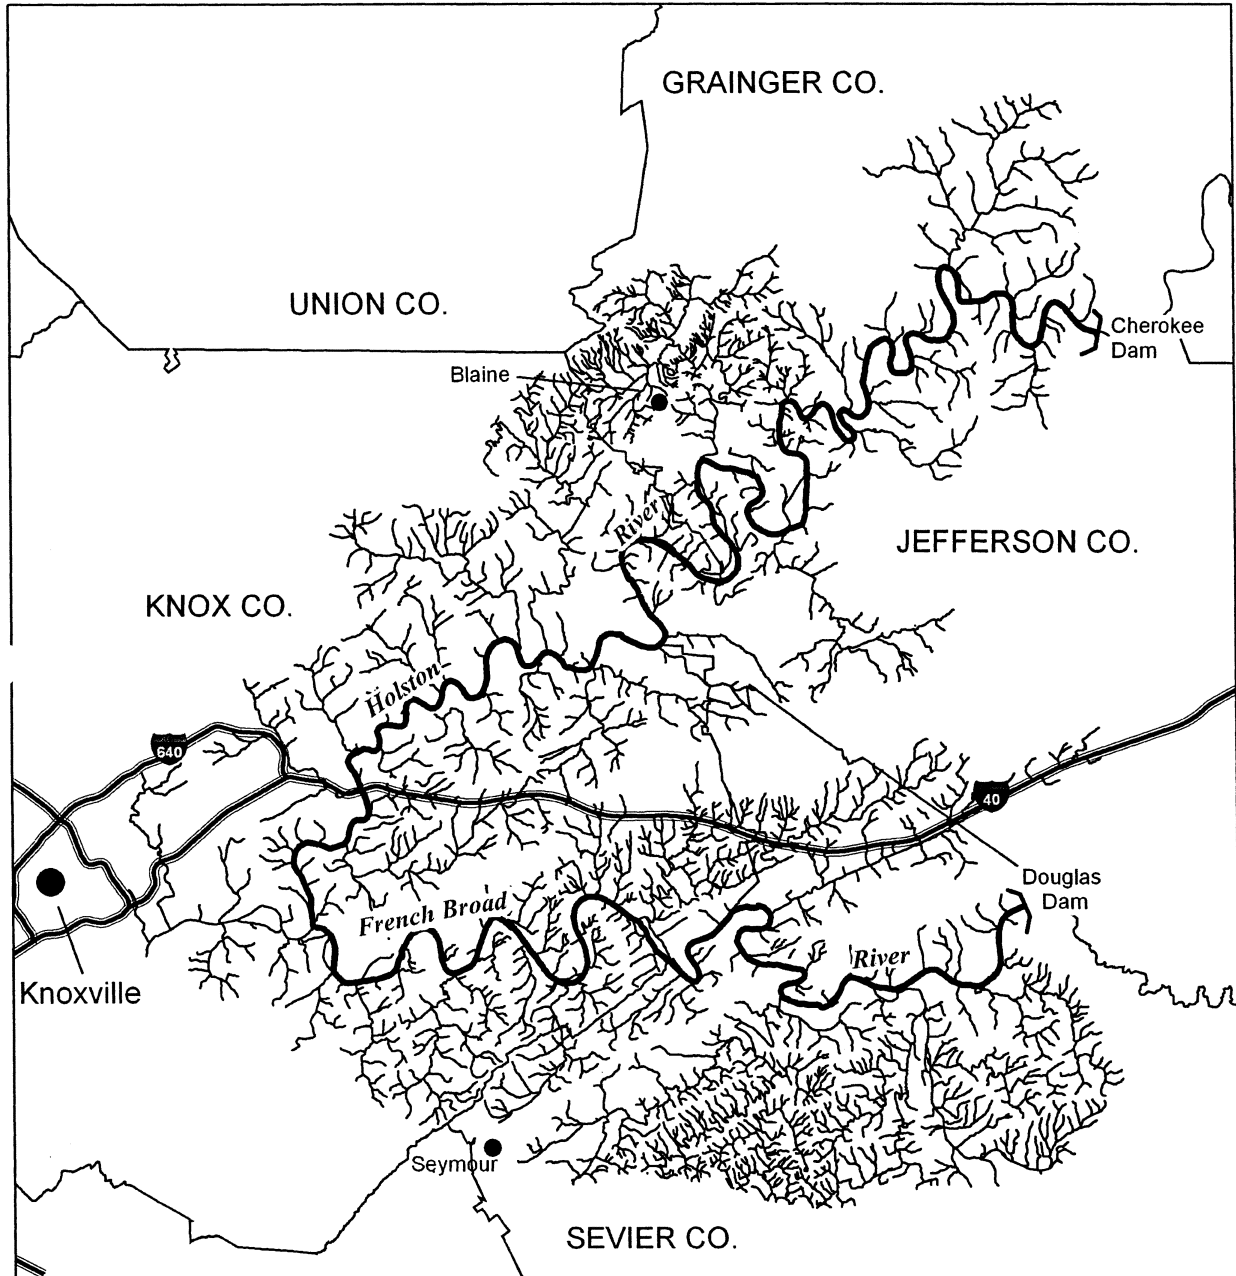 GRAINGER CO.
UNION CO.
Cherokee
Dam
Blaine
River
JEFFERSON CO.
KNOX CO.
Holston
640
40
Douglas
Dam
French Broad
River
Knoxville
Seymour
SEVIER CO.